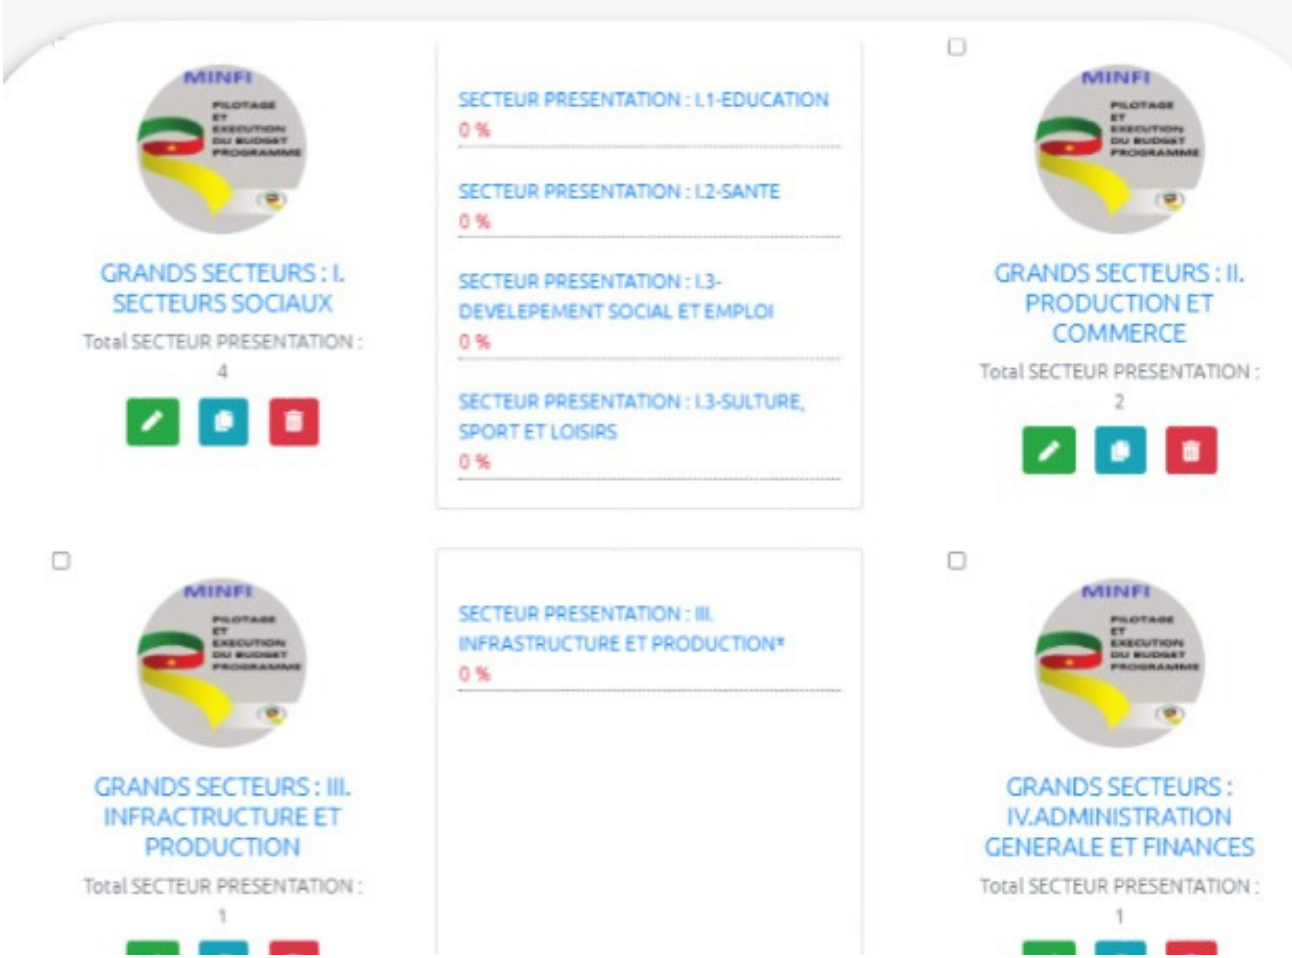 MINFI
PILOTAGE
ET
EXECUTION
DU BUDGET
PROGRAMME
GRANDS SECTEURS : I.
SECTEURS SOCIAUX
Total SECTEUR PRESENTATION :
4
SECTEUR PRESENTATION : I.1-EDUCATION
0 %
SECTEUR PRESENTATION : I.2-SANTE
0 %
SECTEUR PRESENTATION : I.3-
DEVELEPEMENT SOCIAL ET EMPLOI
0 %
SECTEUR PRESENTATION : I.3-SULTURE,
SPORT ET LOISIRS
0 %
MINFI
PILOTAGE
ET
EXECUTION
DU BUDGET
PROGRAMME
GRANDS SECTEURS : II.
PRODUCTION ET
COMMERCE
Total SECTEUR PRESENTATION :
2
MINFI
PILOTAGE
ET
EXECUTION
DU BUDGET
PROGRAMME
GRANDS SECTEURS : III.
INFRACTRUCTURE ET
PRODUCTION
Total SECTEUR PRESENTATION :
1
SECTEUR PRESENTATION : III.
INFRASTRUCTURE ET PRODUCTION*
0 %
MINFI
PILOTAGE
ET
EXECUTION
DU BUDGET
PROGRAMME
GRANDS SECTEURS :
IV.ADMINISTRATION
GENERALE ET FINANCES
Total SECTEUR PRESENTATION :
1